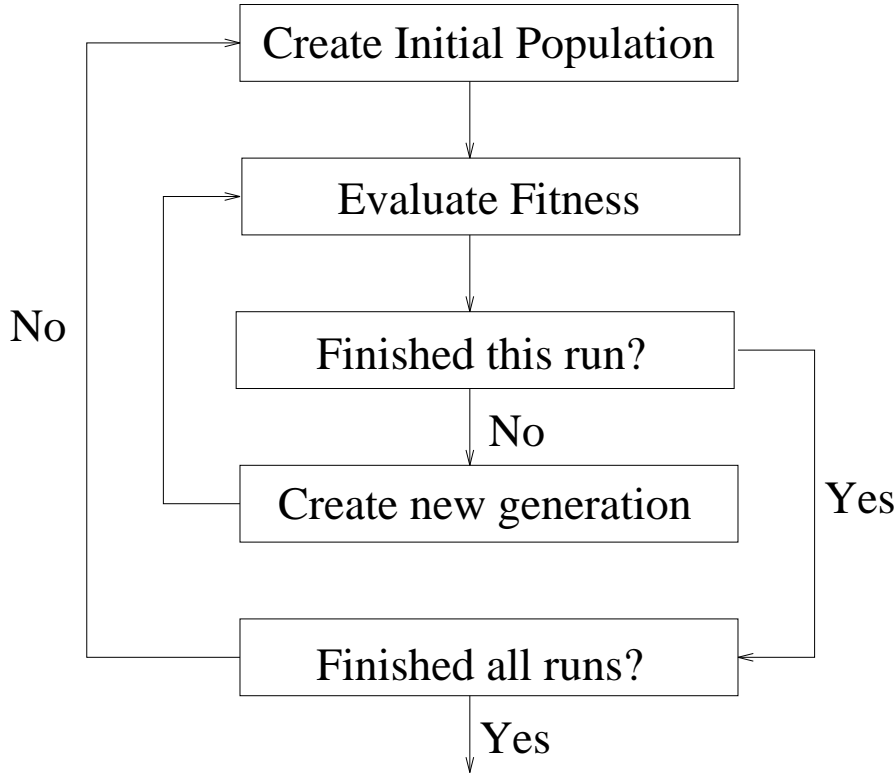 Create Initial Population
Evaluate Fitness
No
Finished this run?
No
Create new generation
Yes
Finished all runs?
Yes